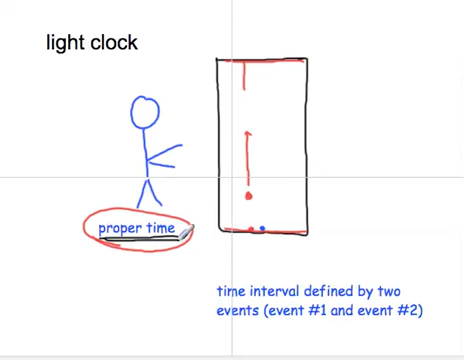 light clock
proper time
time interval defined by two
events (event #1 and event #2)